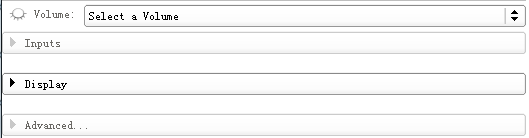 Volume: Select a Volume
Inputs
Display
Advanced...